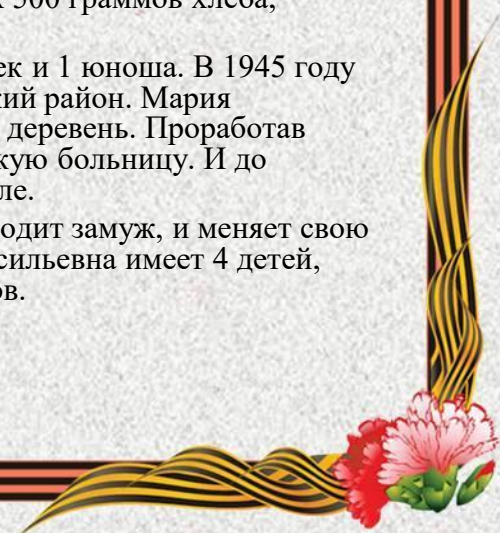 500 граммов хлеба,
ек и 1 юноша. В 1945 году
кий район. Мария
деревень. Проработав
кую больницу. И до
ле.
одит замуж, и меняет свою
сильевна имеет 4 детей,
ов.